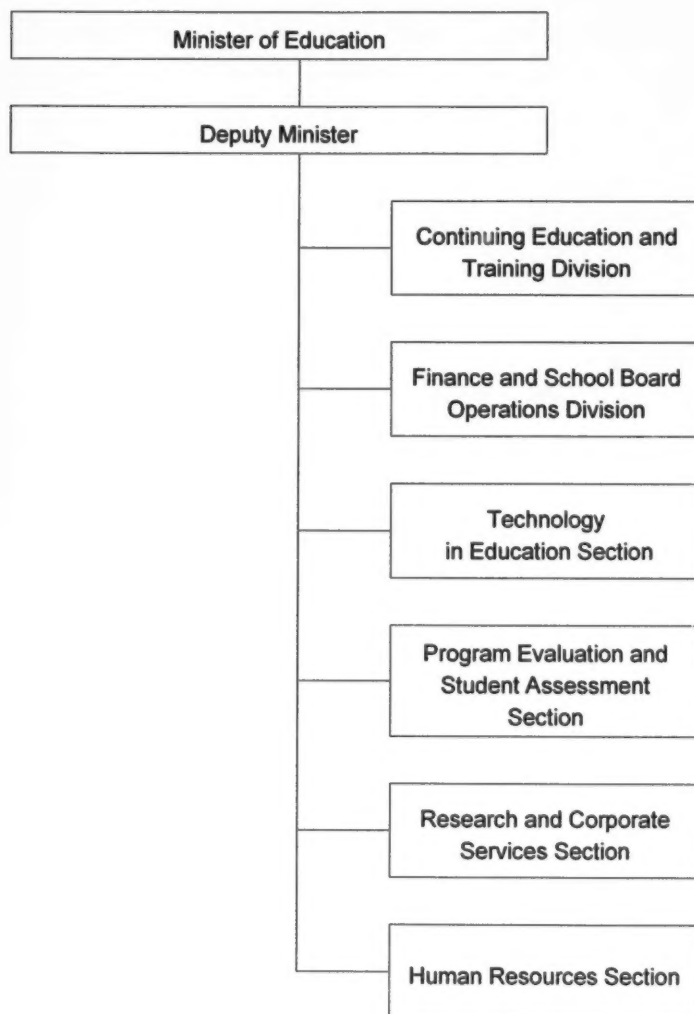 Minister of Education
Deputy Minister
Continuing Education and
Training Division
Finance and School Board
Operations Division
Technology
in Education Section
Program Evaluation and
Student Assessment
Section
Research and Corporate
Services Section
Human Resources Section